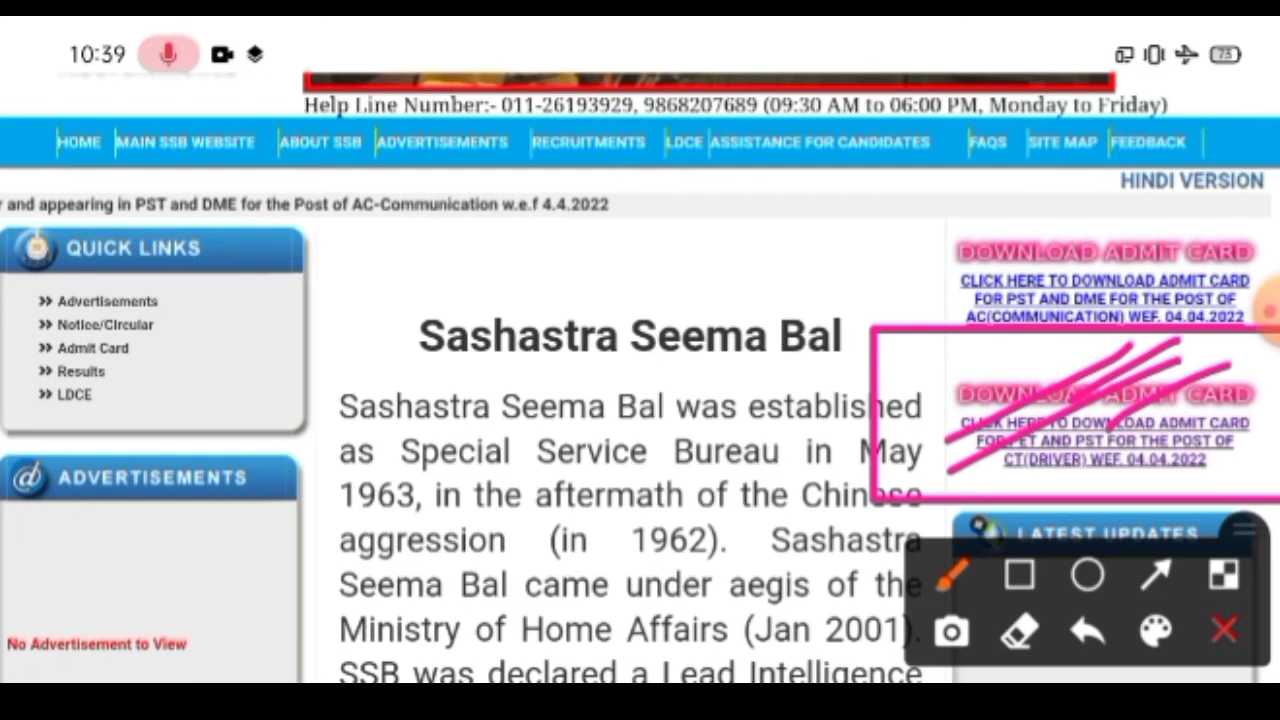 10:39
73
Help Line Number:- 011-26193929, 9868207689 (09:30 AM to 06:00 PM, Monday to Friday)
HOME MAIN SSB WEBSITE ABOUT SSB ADVERTISEMENTS RECRUITMENTS LDCE ASSISTANCE FOR CANDIDATES FAQS SITE MAP FEEDBACK
HINDI VERSION
and appearing in PST and DME for the Post of AC-Communication w.e.f 4.4.2022
QUICK LINKS
Advertisements
Notice/Circular
Admit Card
Results
LDCE
ADVERTISEMENTS
No Advertisement to View
Sashastra Seema Bal
Sashastra Seema Bal was established
as Special Service Bureau in May
1963, in the aftermath of the Chinese
aggression (in 1962). Sashastra
Seema Bal came under aegis of the
Ministry of Home Affairs (Jan 2001).
SSB was declared a Lead Intelligence
DOWNLOAD ADMIT CARD
CLICK HERE TO DOWNLOAD ADMIT CARD
FOR PST AND DME FOR THE POST OF
AC(COMMUNICATION) WEF. 04.04.2022
DOWNLOAD ADMIT CARD
CLICK HERE TO DOWNLOAD ADMIT CARD
FOR PET AND PST FOR THE POST OF
CT(DRIVER) WEF. 04.04.2022
LATEST UPDATES